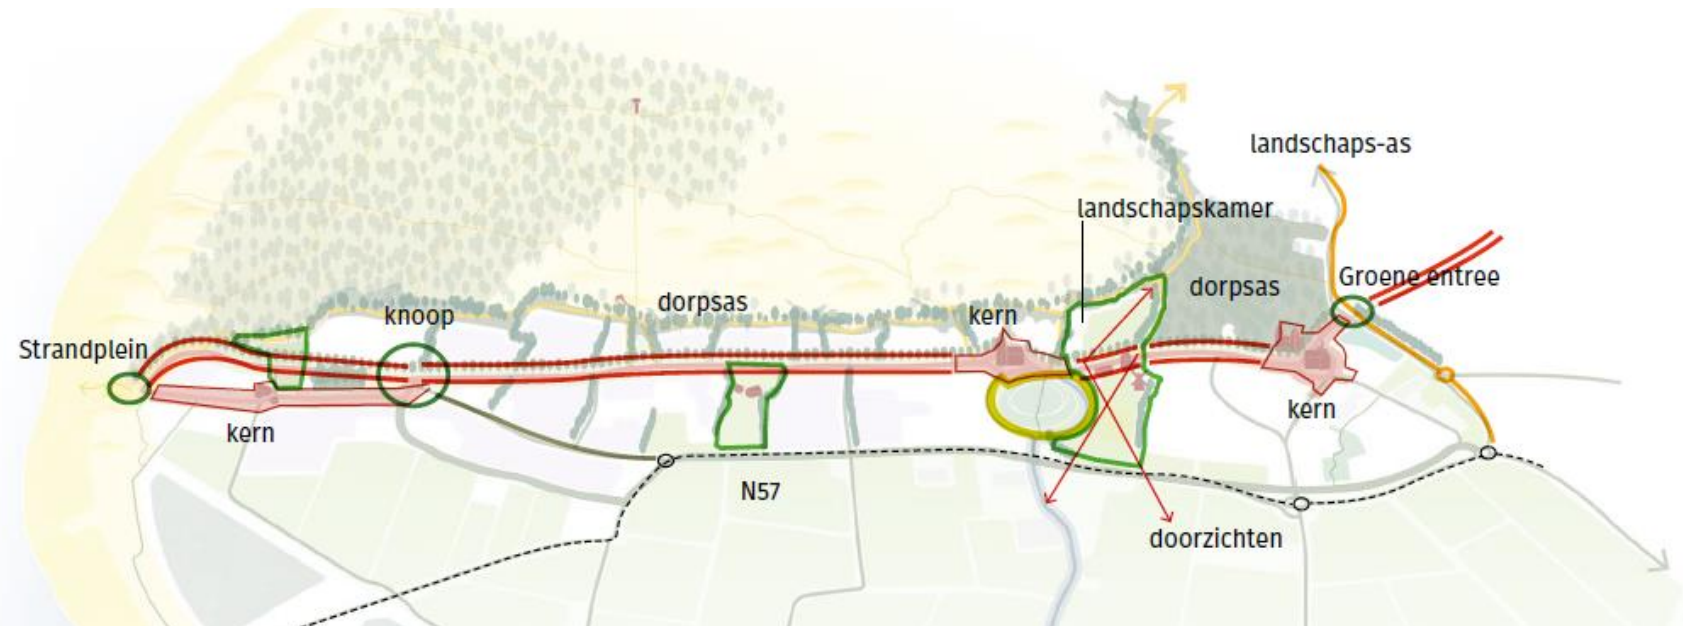 landschaps-as
landschapskamer
Groene entree
dorpsas
dorpsas
knoop
kern
Strandplein
kern
kern
N57
doorzichten